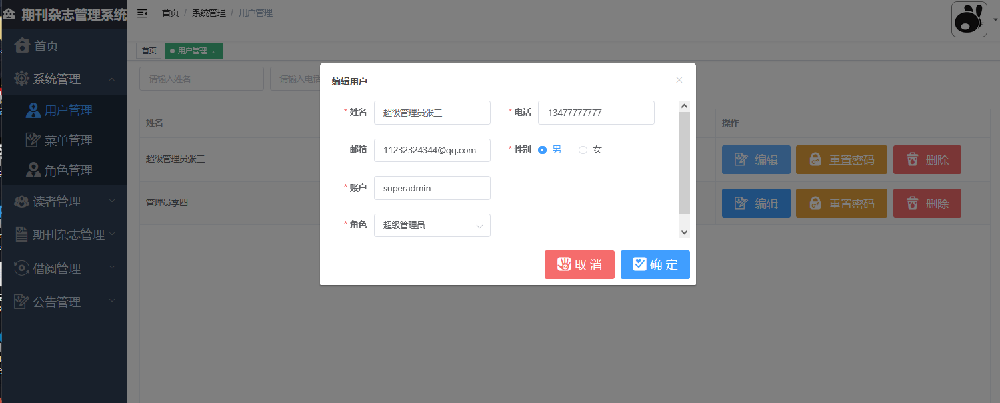 期刊杂志管理系统
首页 / 系统管理 / 用户管理
首页
系统管理
用户管理
菜单管理
角色管理
读者管理
期刊杂志管理
借阅管理
公告管理
首页 用户管理 ×
请输入姓名 请输入电话
姓名 操作
超级管理员张三 编辑 重置密码 删除
管理员李四 编辑 重置密码 删除
编辑用户 ×
* 姓名 超级管理员张三 * 电话 13477777777
邮箱 11232324344@qq.com * 性别 男 女
* 账户 superadmin
* 角色 超级管理员
取 消 确 定